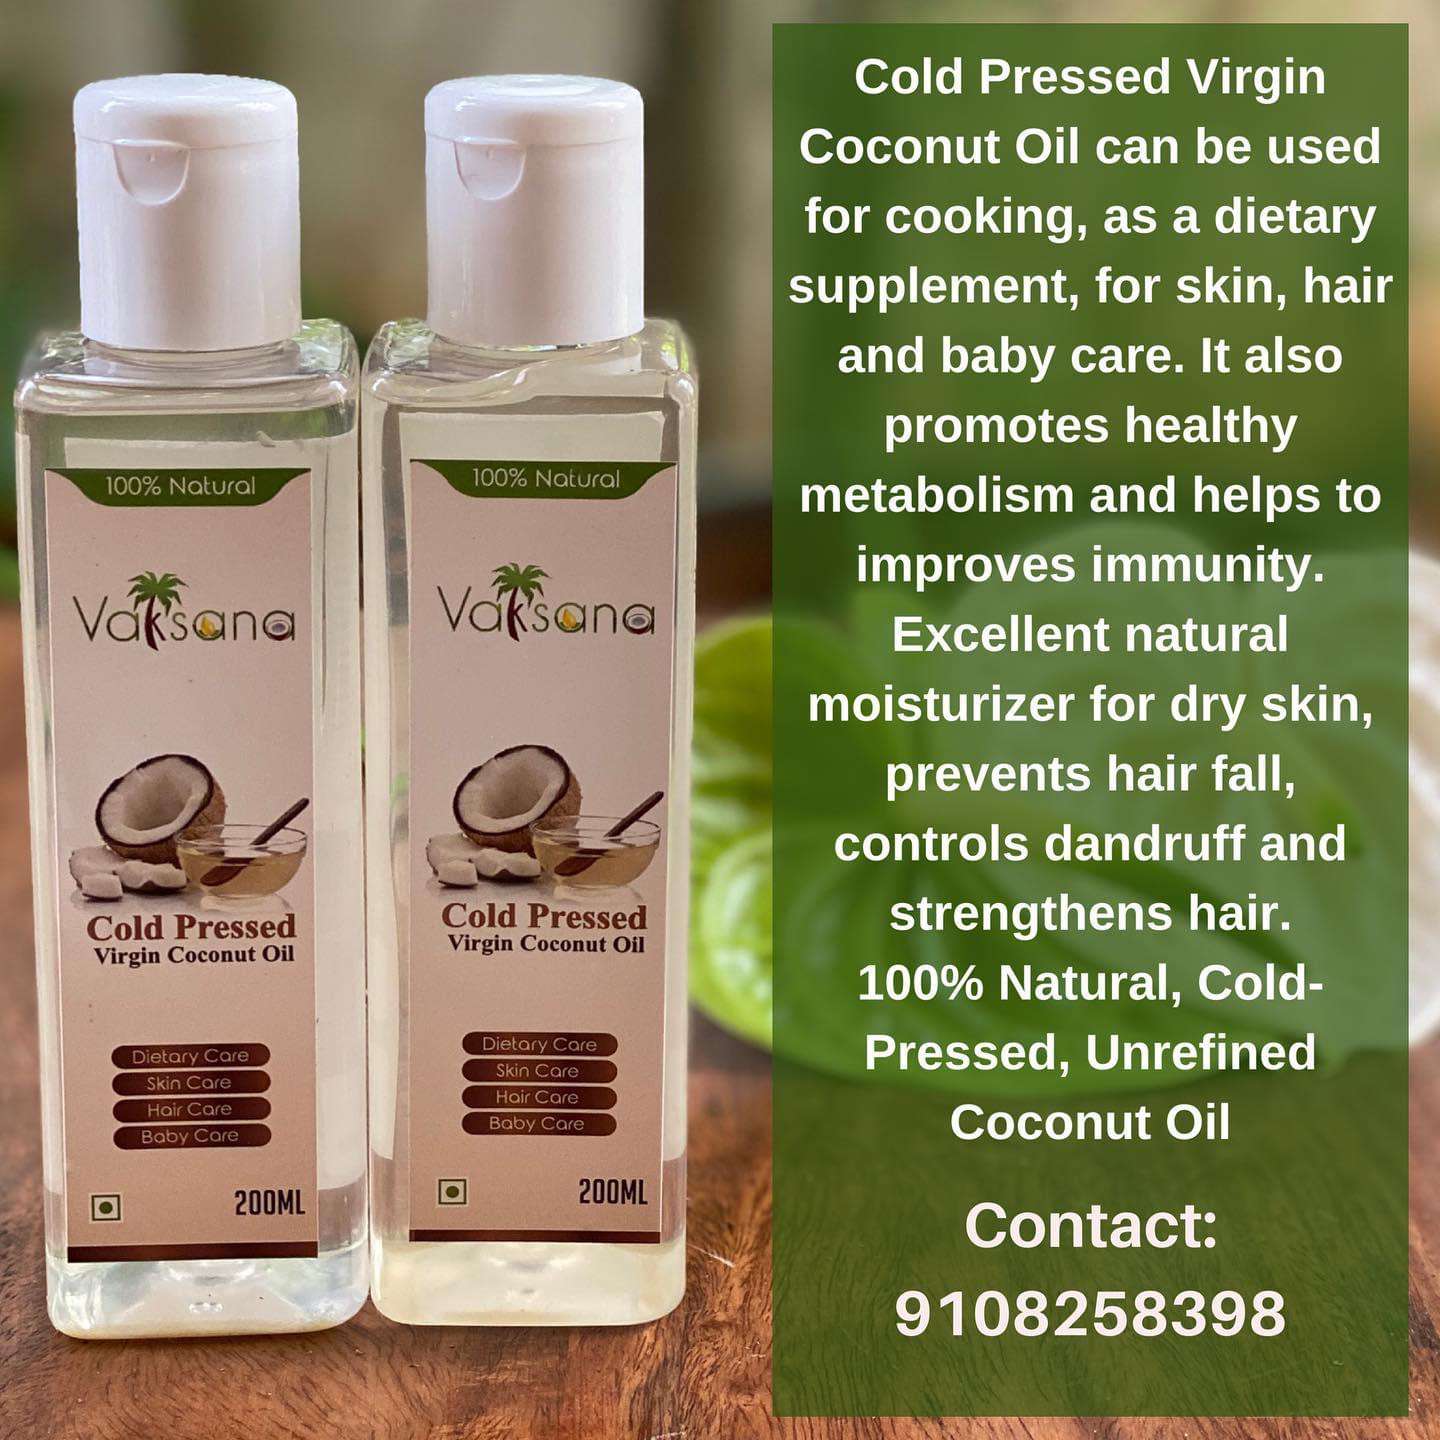 100% Natural
Vaksana
Cold Pressed
Virgin Coconut Oil
Dietary Care
Skin Care
Hair Care
Baby Care
200ML
100% Natural
Vaksana
Cold Pressed
Virgin Coconut Oil
Dietary Care
Skin Care
Hair Care
Baby Care
200ML
Cold Pressed Virgin
Coconut Oil can be used
for cooking, as a dietary
supplement, for skin, hair
and baby care. It also
promotes healthy
metabolism and helps to
improves immunity.
Excellent natural
moisturizer for dry skin,
prevents hair fall,
controls dandruff and
strengthens hair.
100% Natural, Cold-
Pressed, Unrefined
Coconut Oil
Contact:
9108258398